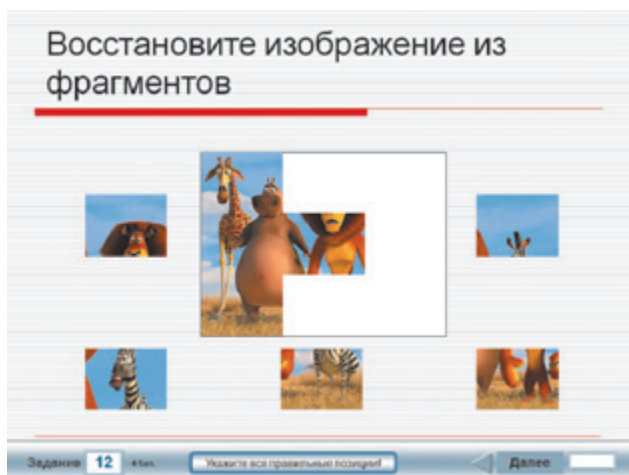 Восстановите изображение из
фрагментов
Задание 12
Укажите все правильные позиции!
Далее